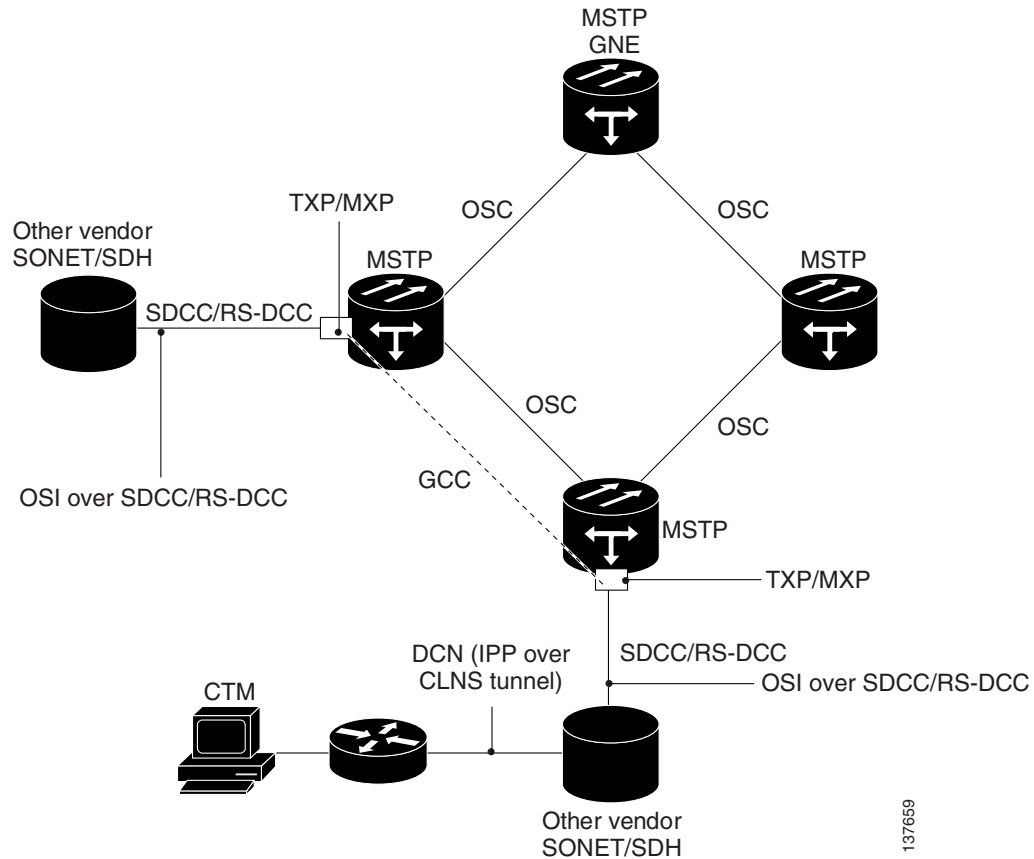 MSTP
GNE
TXP/MXP
OSC
OSC
Other vendor
SONET/SDH
MSTP
MSTP
SDCC/RS-DCC
OSC
OSC
GCC
OSI over SDCC/RS-DCC
MSTP
TXP/MXP
DCN (IPP over
CLNS tunnel)
SDCC/RS-DCC
OSI over SDCC/RS-DCC
CTM
Other vendor
SONET/SDH
137659